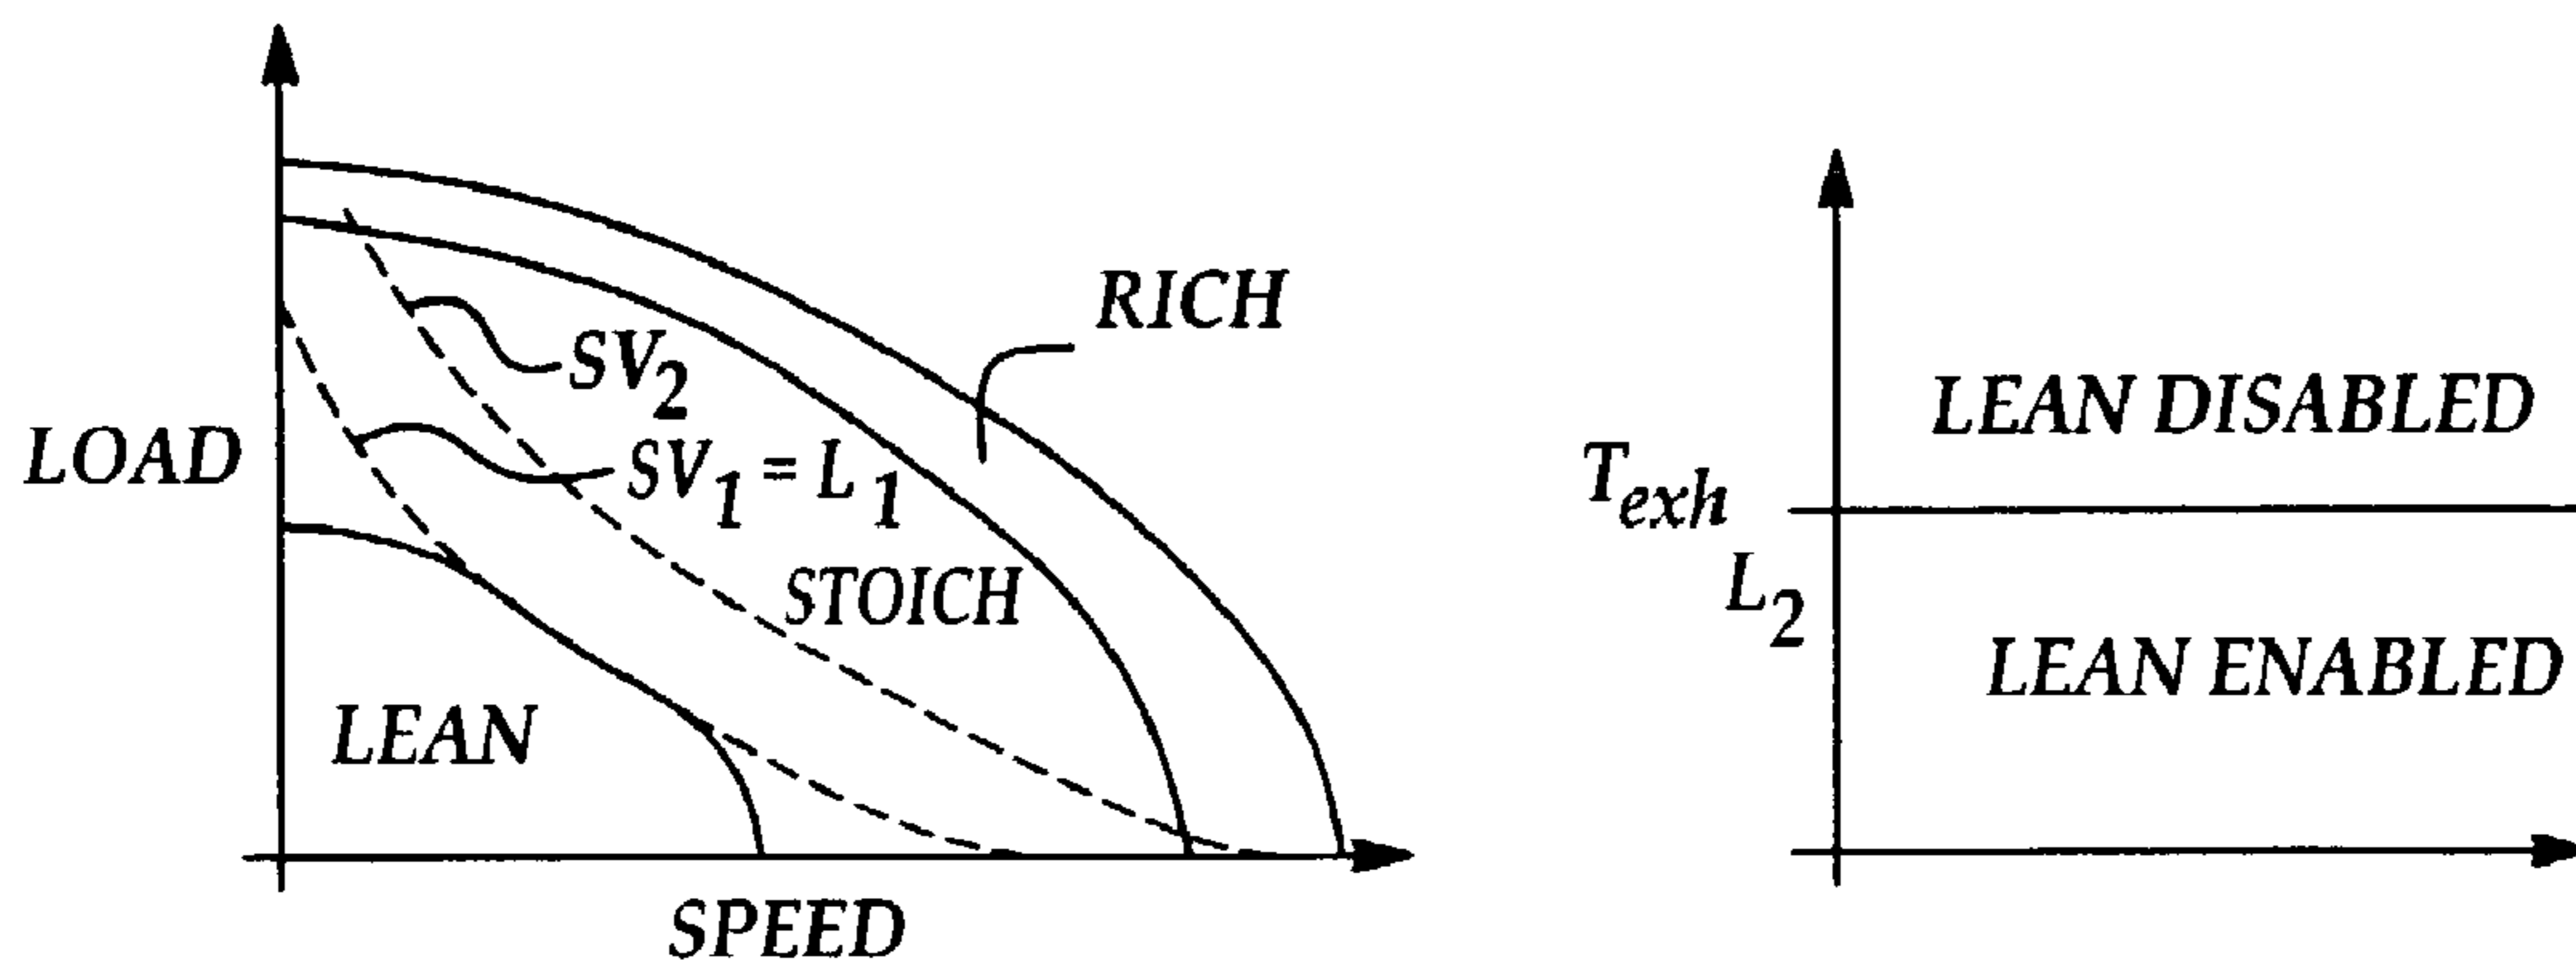 RICH
SV2
SV1 = L1
LOAD
STOICH
LEAN
SPEED
LEAN DISABLED
Texh
L2
LEAN ENABLED